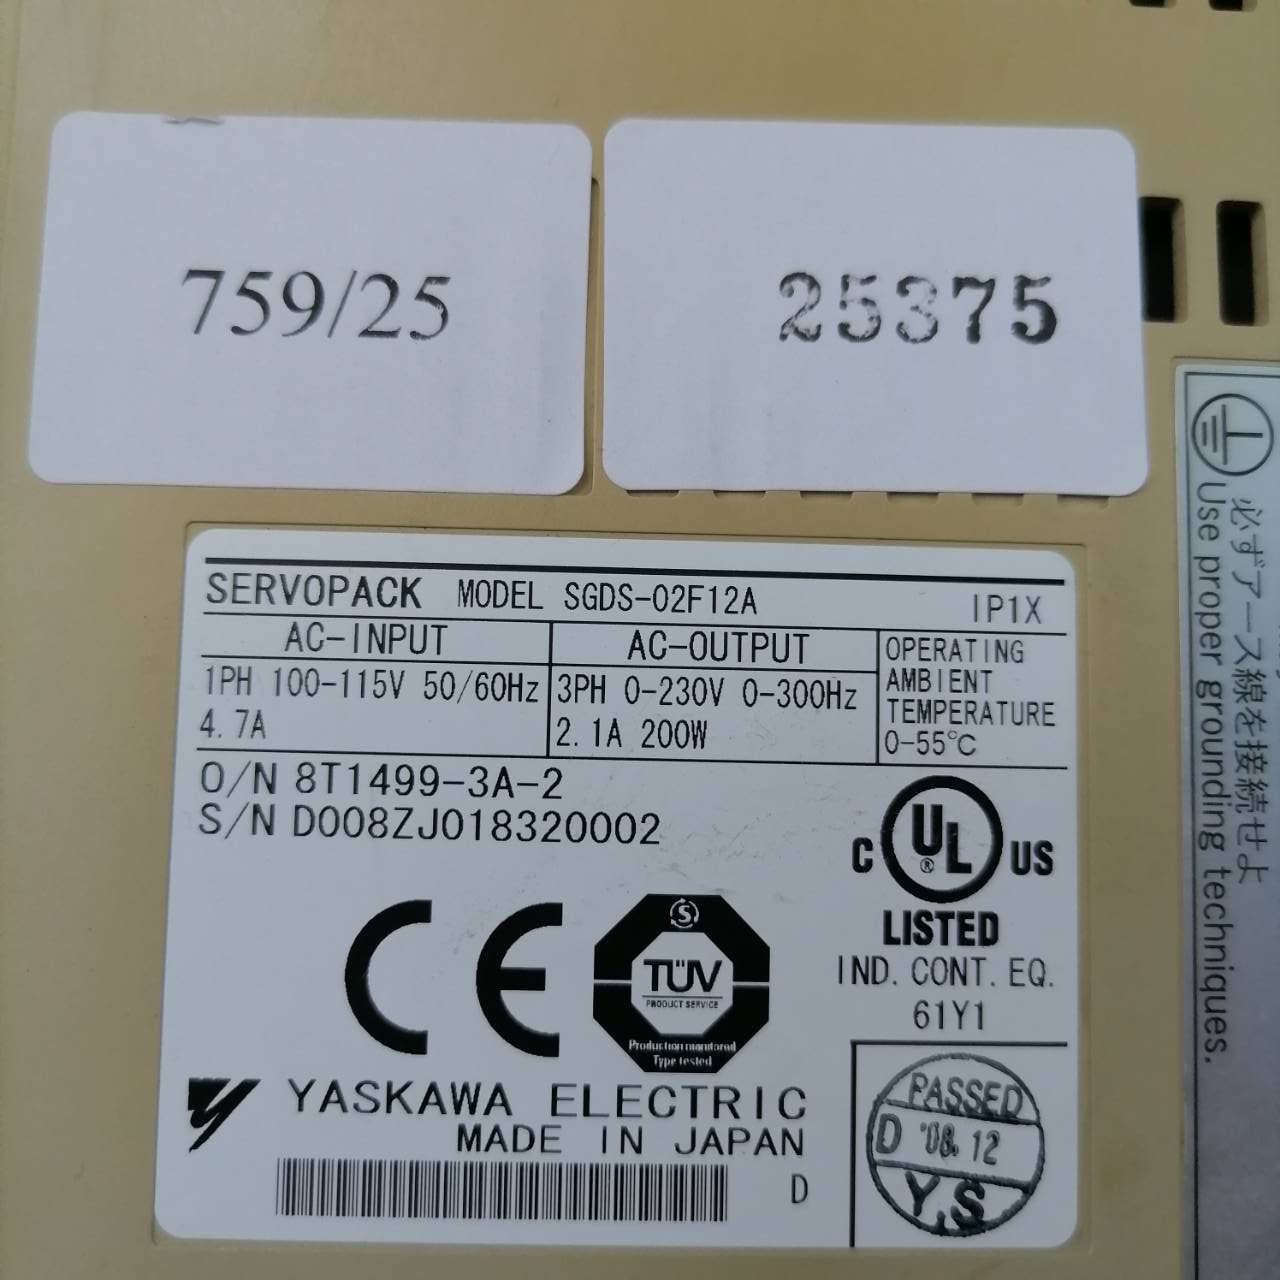 759/25
25375
SERVOPACK MODEL SGDS-02F12A IP1X
AC-INPUT
1PH 100-115V 50/60Hz
4.7A
AC-OUTPUT
3PH 0-230V 0-300Hz
2.1A 200W
OPERATING
AMBIENT
TEMPERATURE
0-55℃
O/N 8T1499-3A-2
S/N D008ZJ018320002
C UL ® US
LISTED
IND. CONT. EQ.
61Y1
CE
S
TÜV
PRODUCT SERVICE
Production monitored
Type tested
YASKAWA ELECTRIC
MADE IN JAPAN
D
PASSED
D '08. 12
Y.S
必ずアース線を接続せよ
Use proper grounding techniques.